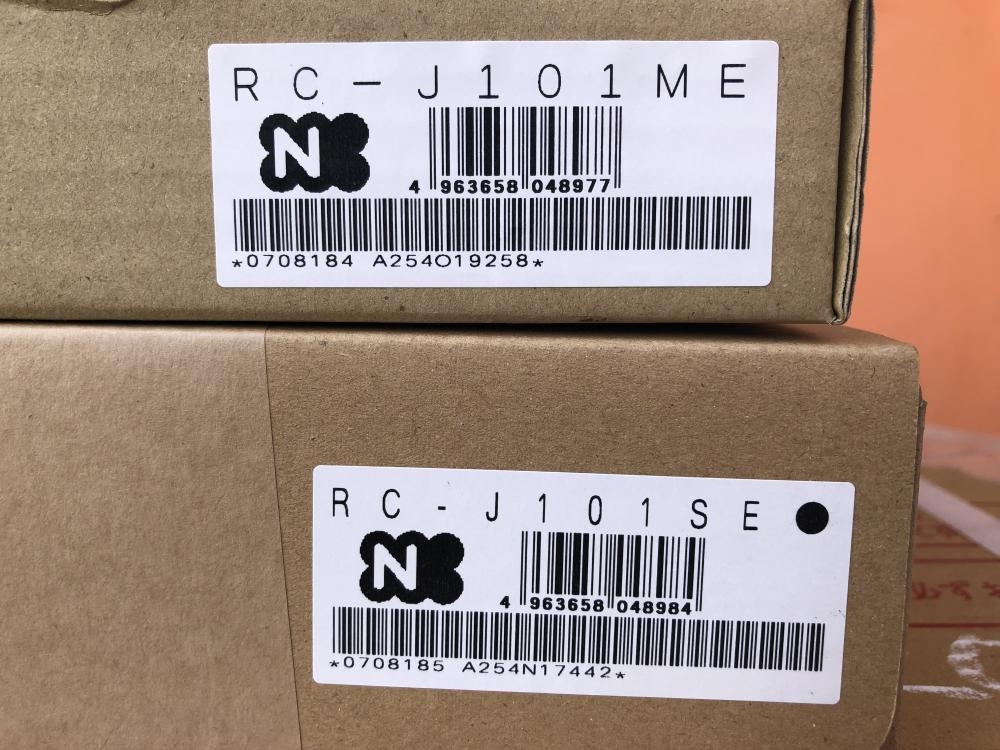 RC-J101ME
N
4 963658 048977
*0708184 A254O19258*
RC-J101SE●
N
4 963658 048984
*0708185 A254N17442*